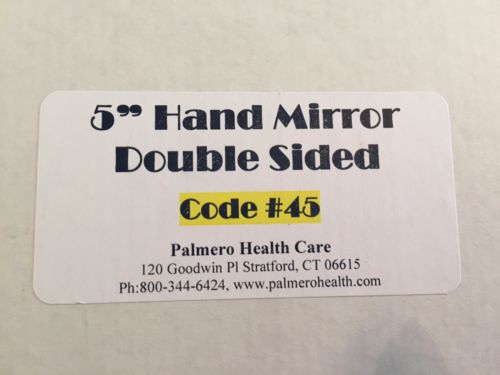 5” Hand Mirror
Double Sided
Code #45
Palmero Health Care
120 Goodwin Pl Stratford, CT 06615
Ph:800-344-6424, www.palmerohealth.com